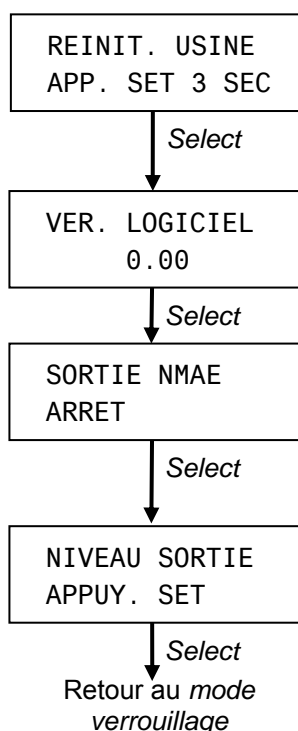 REINIT. USINE
APP. SET 3 SEC
Select
VER. LOGICIEL
0.00
Select
SORTIE NMAE
ARRET
Select
NIVEAU SORTIE
APPUY. SET
Select
Retour au mode
verrouillage